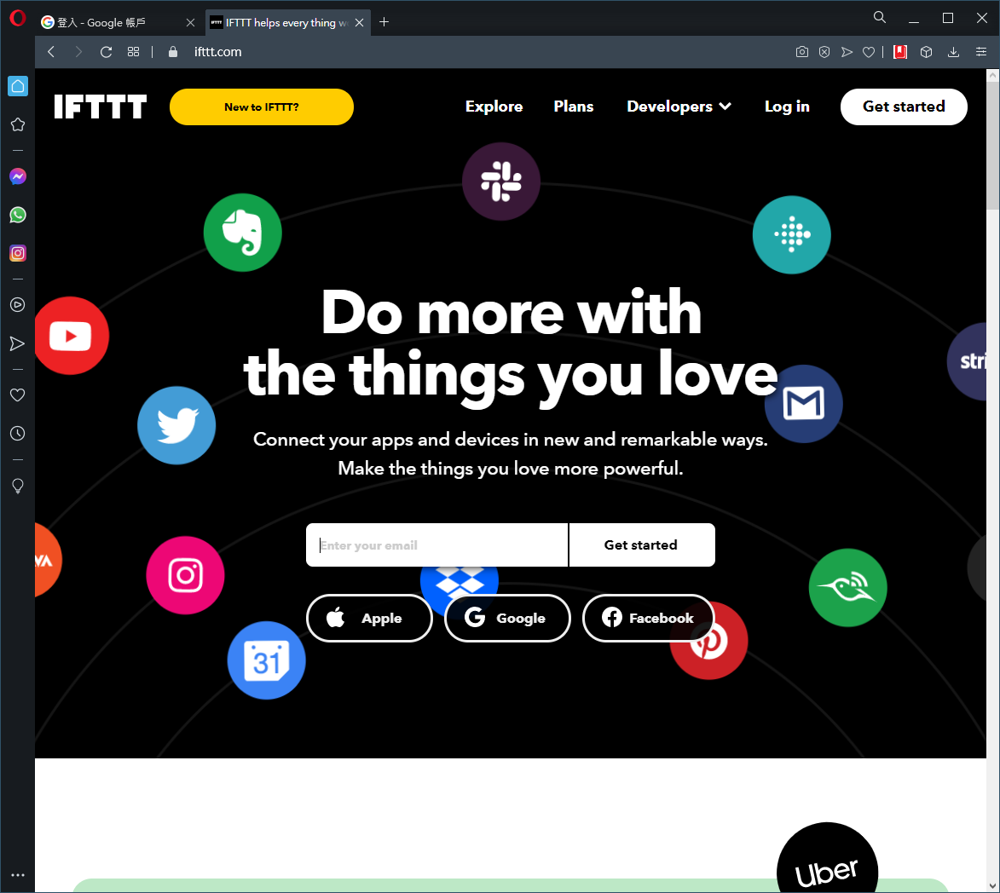 登入 - Google 帳戶
IFTTT helps every thing w
ifttt.com
IFTTT
New to IFTTT?
Explore
Plans
Developers
Log in
Get started
Do more with
the things you love
stri
Connect your apps and devices in new and remarkable ways.
Make the things you love more powerful.
Enter your email
Get started
VA
Apple
Google
Facebook
31
Uber